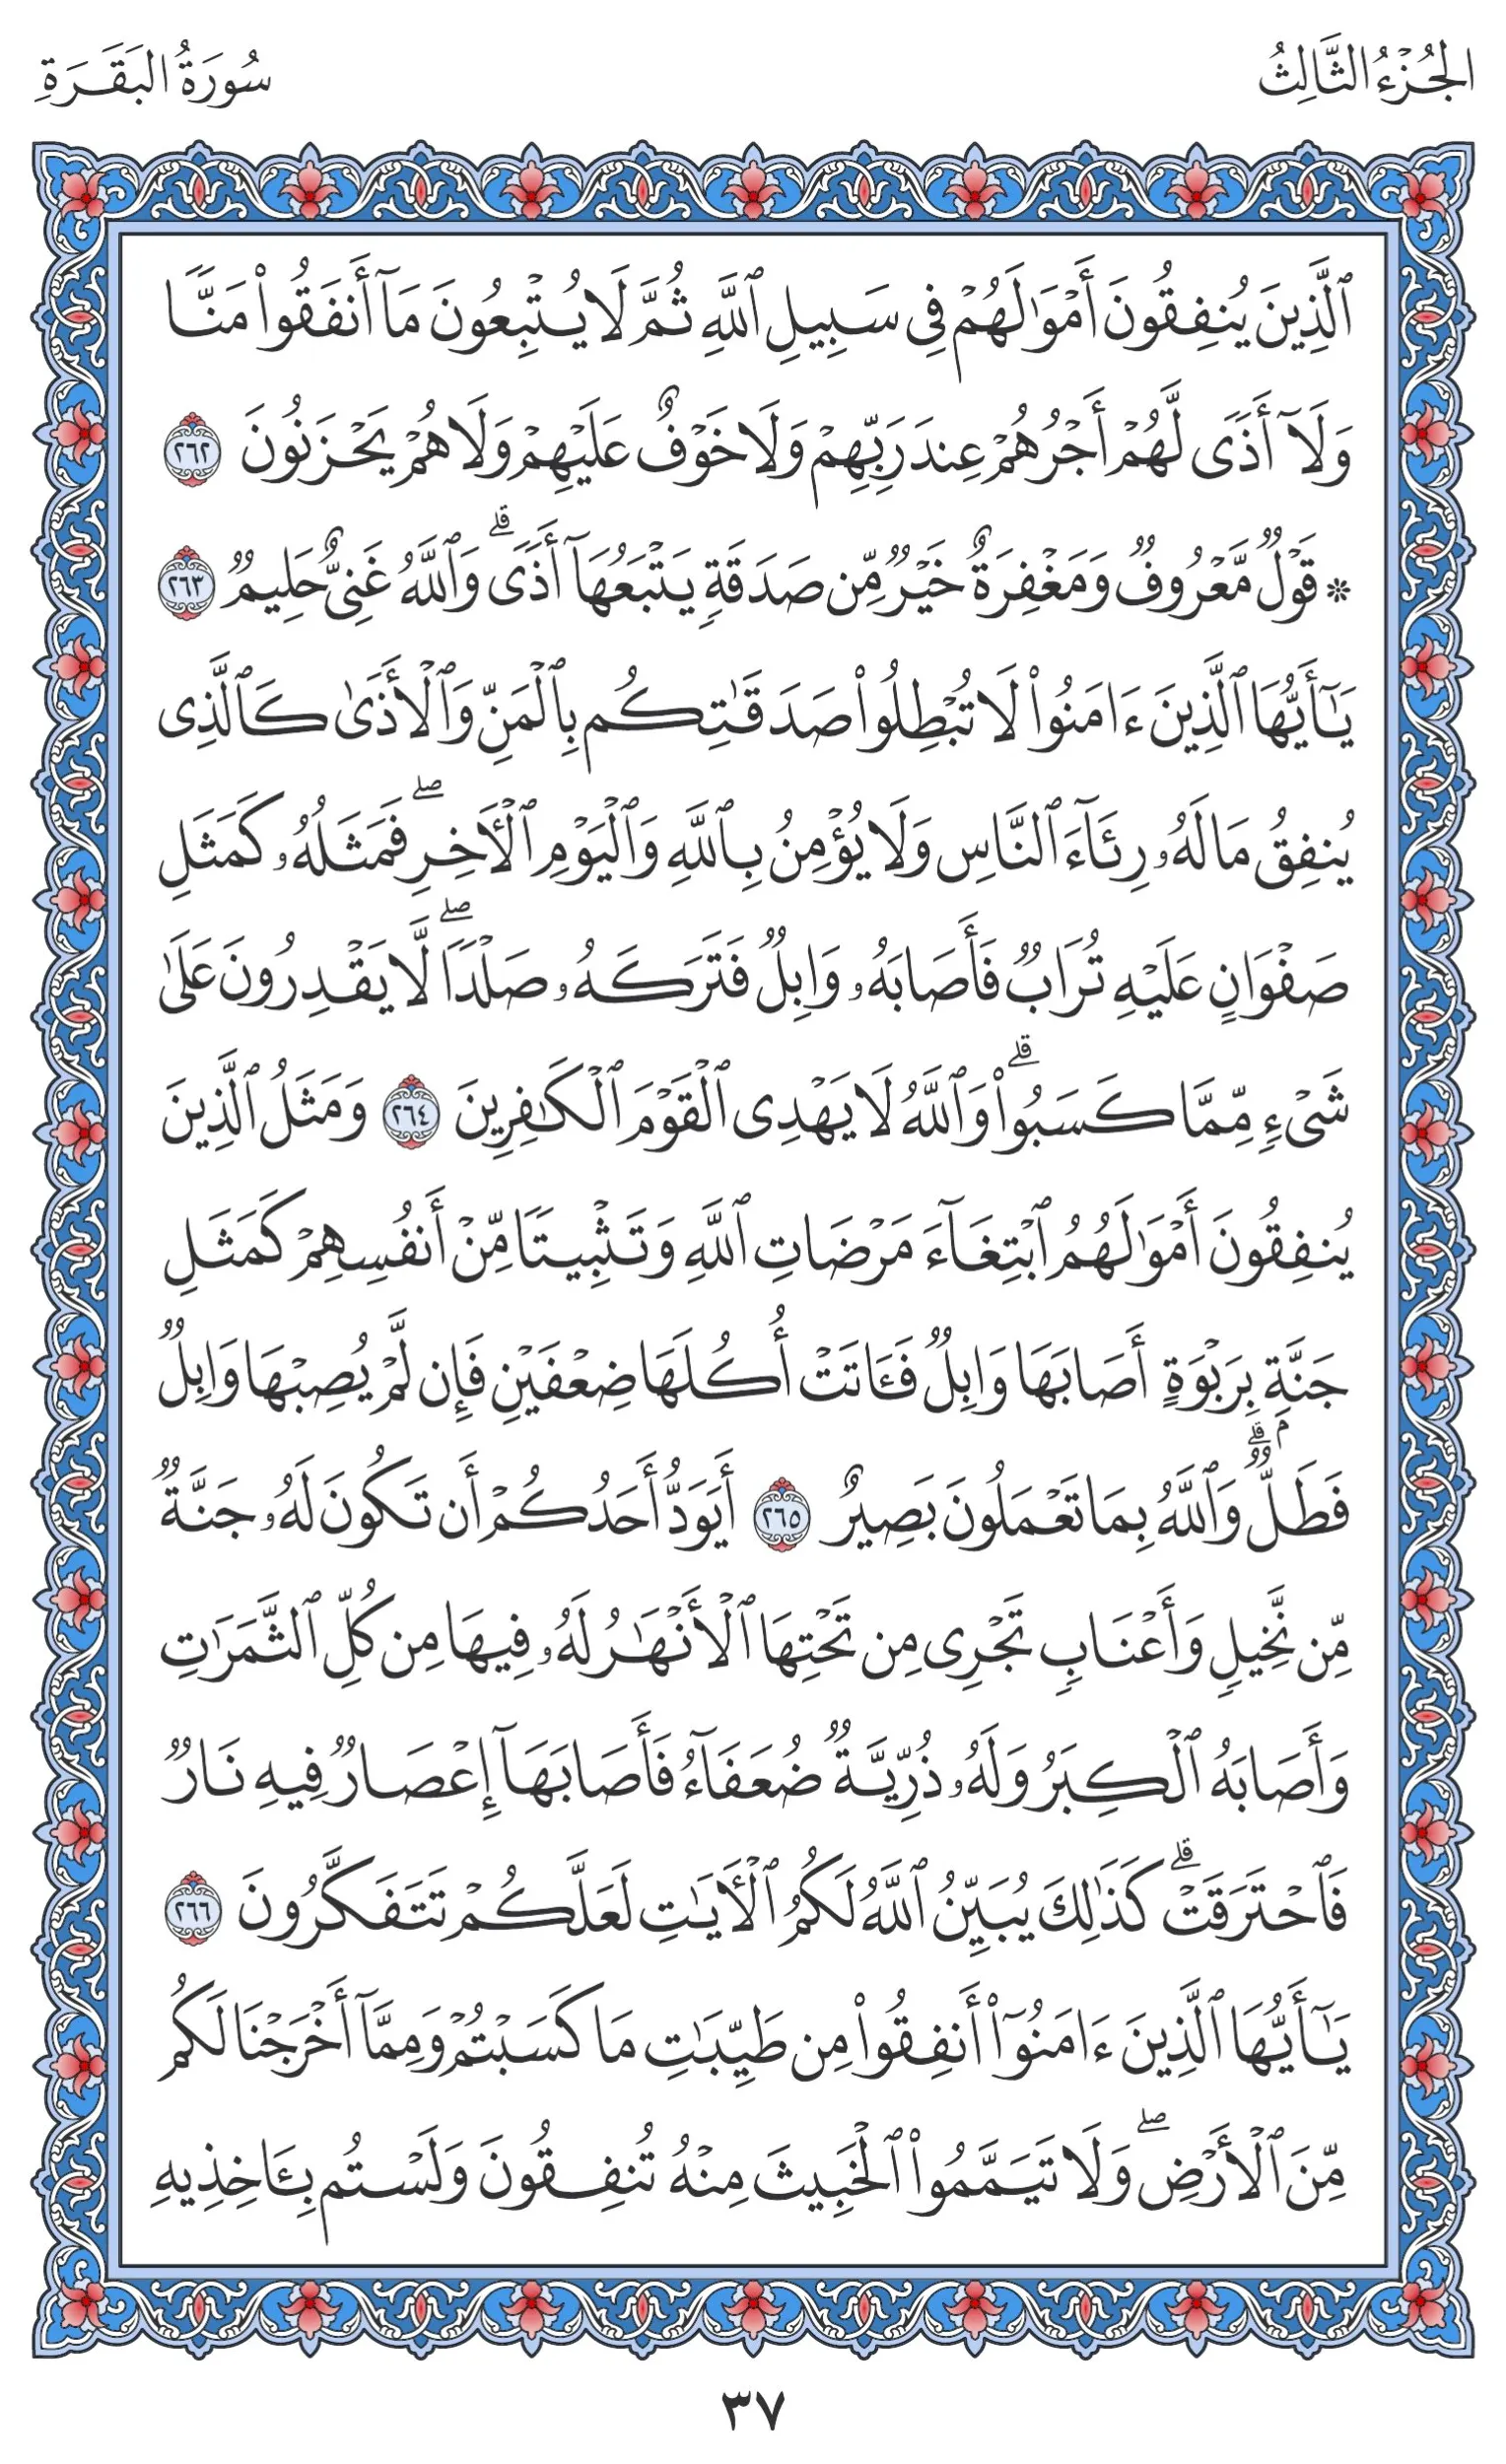 الجُزْءُ الثَّالِثُ
سُورَةُ البَقَرَةِ
ٱلَّذِينَ يُنفِقُونَ أَمْوَٰلَهُمْ فِي سَبِيلِ ٱللَّهِ ثُمَّ لَا يُتْبِعُونَ مَآ أَنفَقُوا۟ مَنًّا
وَلَآ أَذًى لَّهُمْ أَجْرُهُمْ عِندَ رَبِّهِمْ وَلَا خَوْفٌ عَلَيْهِمْ وَلَا هُمْ يَحْزَنُونَ ٢٦٢
۞ قَوْلٌ مَّعْرُوفٌ وَمَغْفِرَةٌ خَيْرٌ مِّن صَدَقَةٍ يَتْبَعُهَآ أَذًى ۗ وَٱللَّهُ غَنِيٌّ حَلِيمٌ ٢٦٣
يَٰٓأَيُّهَا ٱلَّذِينَ ءَامَنُوا۟ لَا تُبْطِلُوا۟ صَدَقَٰتِكُم بِٱلْمَنِّ وَٱلْأَذَىٰ كَٱلَّذِى
يُنفِقُ مَالَهُۥ رِئَآءَ ٱلنَّاسِ وَلَا يُؤْمِنُ بِٱللَّهِ وَٱلْيَوْمِ ٱلْـَٔاخِرِ ۖ فَمَثَلُهُۥ كَمَثَلِ
صَفْوَانٍ عَلَيْهِ تُرَابٌ فَأَصَابَهُۥ وَابِلٌ فَتَرَكَهُۥ صَلْدًا ۖ لَّا يَقْدِرُونَ عَلَىٰ
شَىْءٍ مِّمَّا كَسَبُوا۟ ۗ وَٱللَّهُ لَا يَهْدِى ٱلْقَوْمَ ٱلْكَٰفِرِينَ ٢٦٤ وَمَثَلُ ٱلَّذِينَ
يُنفِقُونَ أَمْوَٰلَهُمُ ٱبْتِغَآءَ مَرْضَاتِ ٱللَّهِ وَتَثْبِيتًا مِّنْ أَنفُسِهِمْ كَمَثَلِ
جَنَّةٍۭ بِرَبْوَةٍ أَصَابَهَا وَابِلٌ فَـَٔاتَتْ أُكُلَهَا ضِعْفَيْنِ فَإِن لَّمْ يُصِبْهَا وَابِلٌ
فَطَلٌّ ۗ وَٱللَّهُ بِمَا تَعْمَلُونَ بَصِيرٌ ٢٦٥ أَيَوَدُّ أَحَدُكُمْ أَن تَكُونَ لَهُۥ جَنَّةٌ
مِّن نَّخِيلٍ وَأَعْنَابٍ تَجْرِى مِن تَحْتِهَا ٱلْأَنْهَٰرُ لَهُۥ فِيهَا مِن كُلِّ ٱلثَّمَرَٰتِ
وَأَصَابَهُ ٱلْكِبَرُ وَلَهُۥ ذُرِّيَّةٌ ضُعَفَآءُ فَأَصَابَهَآ إِعْصَارٌ فِيهِ نَارٌ
فَٱحْتَرَقَتْ ۗ كَذَٰلِكَ يُبَيِّنُ ٱللَّهُ لَكُمُ ٱلْـَٔايَٰتِ لَعَلَّكُمْ تَتَفَكَّرُونَ ٢٦٦
يَٰٓأَيُّهَا ٱلَّذِينَ ءَامَنُوٓا۟ أَنفِقُوا۟ مِن طَيِّبَٰتِ مَا كَسَبْتُمْ وَمِمَّآ أَخْرَجْنَا لَكُم
مِّنَ ٱلْأَرْضِ ۖ وَلَا تَيَمَّمُوا۟ ٱلْخَبِيثَ مِنْهُ تُنفِقُونَ وَلَسْتُم بِـَٔاخِذِيهِ
٣٧